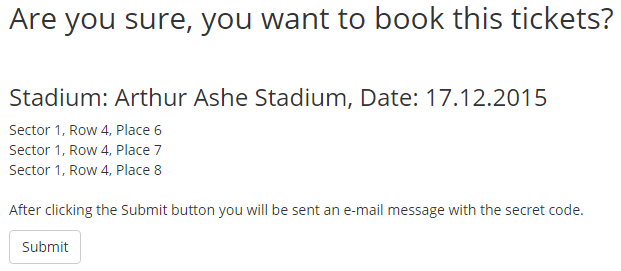 Are you sure, you want to book this tickets?
Stadium: Arthur Ashe Stadium, Date: 17.12.2015
Sector 1, Row 4, Place 6
Sector 1, Row 4, Place 7
Sector 1, Row 4, Place 8
After clicking the Submit button you will be sent an e-mail message with the secret code.
Submit